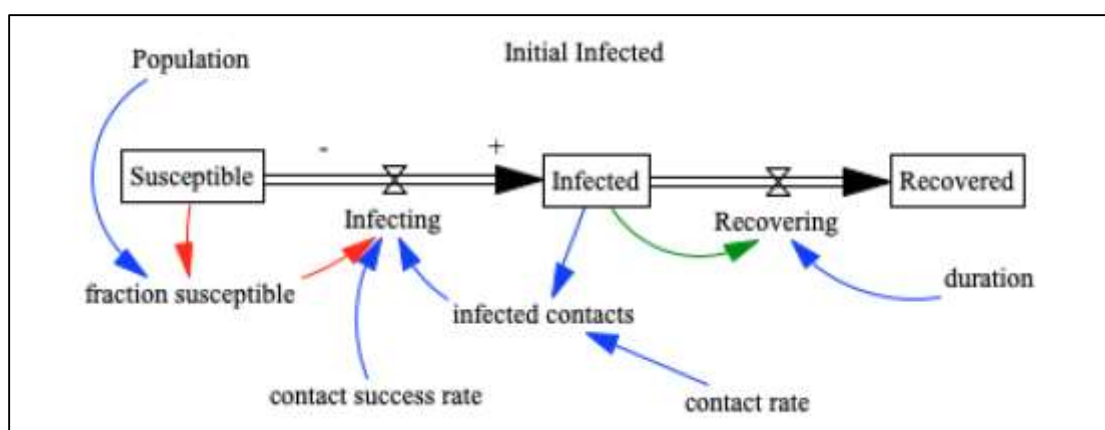 Population
Initial Infected
- +
Susceptible
Infected
Recovered
Infecting
Recovering
fraction susceptible
duration
infected contacts
contact success rate
contact rate